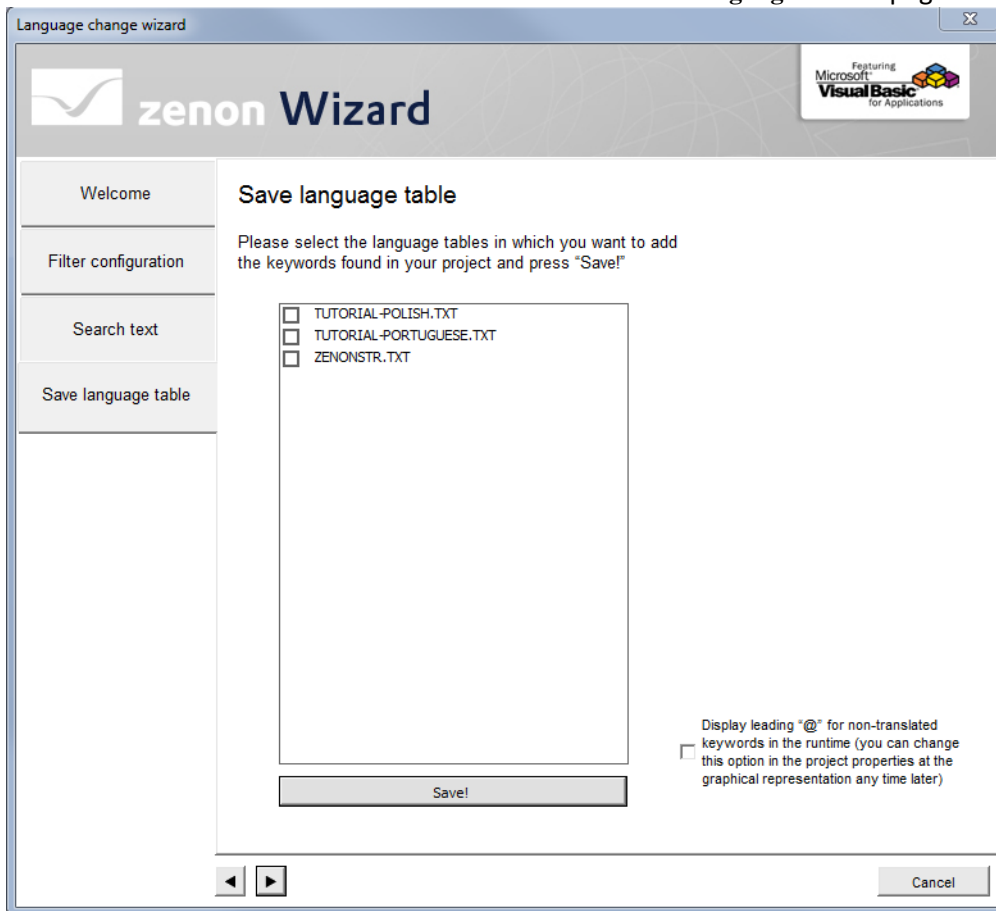 Language change wizard
Featuring
Microsoft®
Visual Basic®
for Applications
zenon Wizard
Welcome
Filter configuration
Search text
Save language table
Save language table
Please select the language tables in which you want to add
the keywords found in your project and press “Save!”
TUTORIAL-POLISH.TXT
TUTORIAL-PORTUGUESE.TXT
ZENONSTR.TXT
Display leading “@” for non-translated
keywords in the runtime (you can change
this option in the project properties at the
graphical representation any time later)
Save!
Cancel